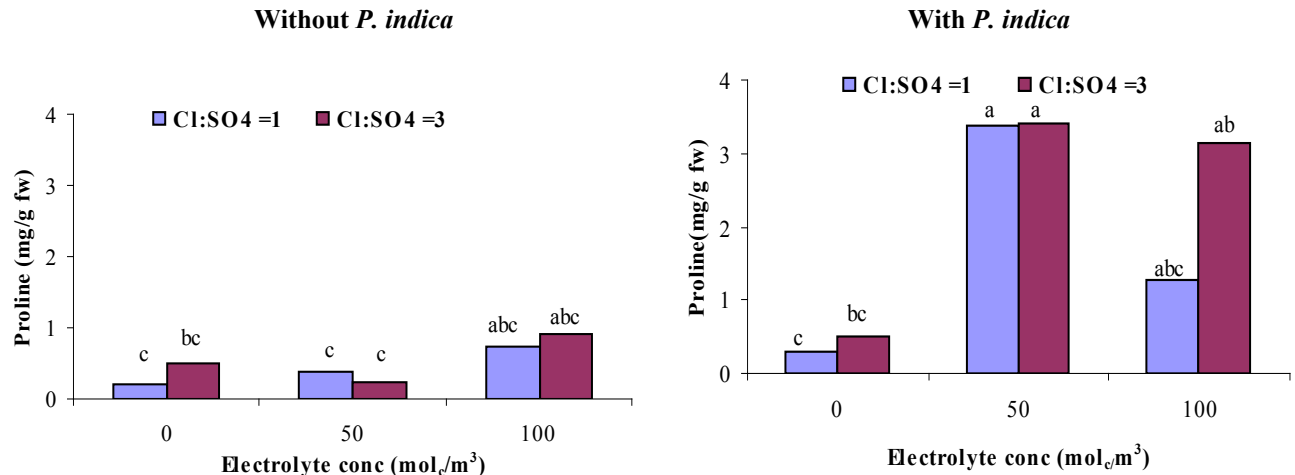 Without P. indica
Cl:SO4 =1 Cl:SO4 =3
Proline (mg/g fw)
4
3
2
1
0
c bc c c abc abc
0 50 100
Electrolyte conc (mol_c/m³)
With P. indica
Cl:SO4 =1 Cl:SO4 =3
Proline(mg/g fw)
4
3
2
1
0
c bc a a abc ab
0 50 100
Electrolyte conc (mol_c/m³)